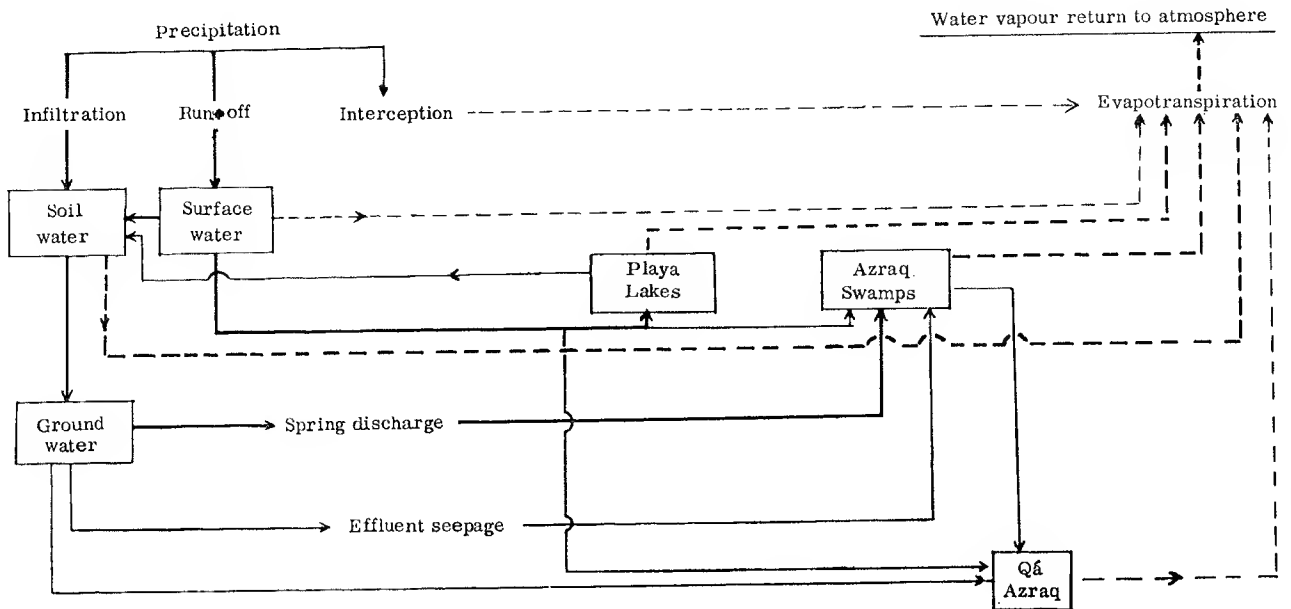 Water vapour return to atmosphere
Precipitation
Infiltration
Run-off
Interception
Evapotranspiration
Soil
water
Surface
water
Playa
Lakes
Azraq
Swamps
Ground
water
Spring discharge
Effluent seepage
Qá
Azraq